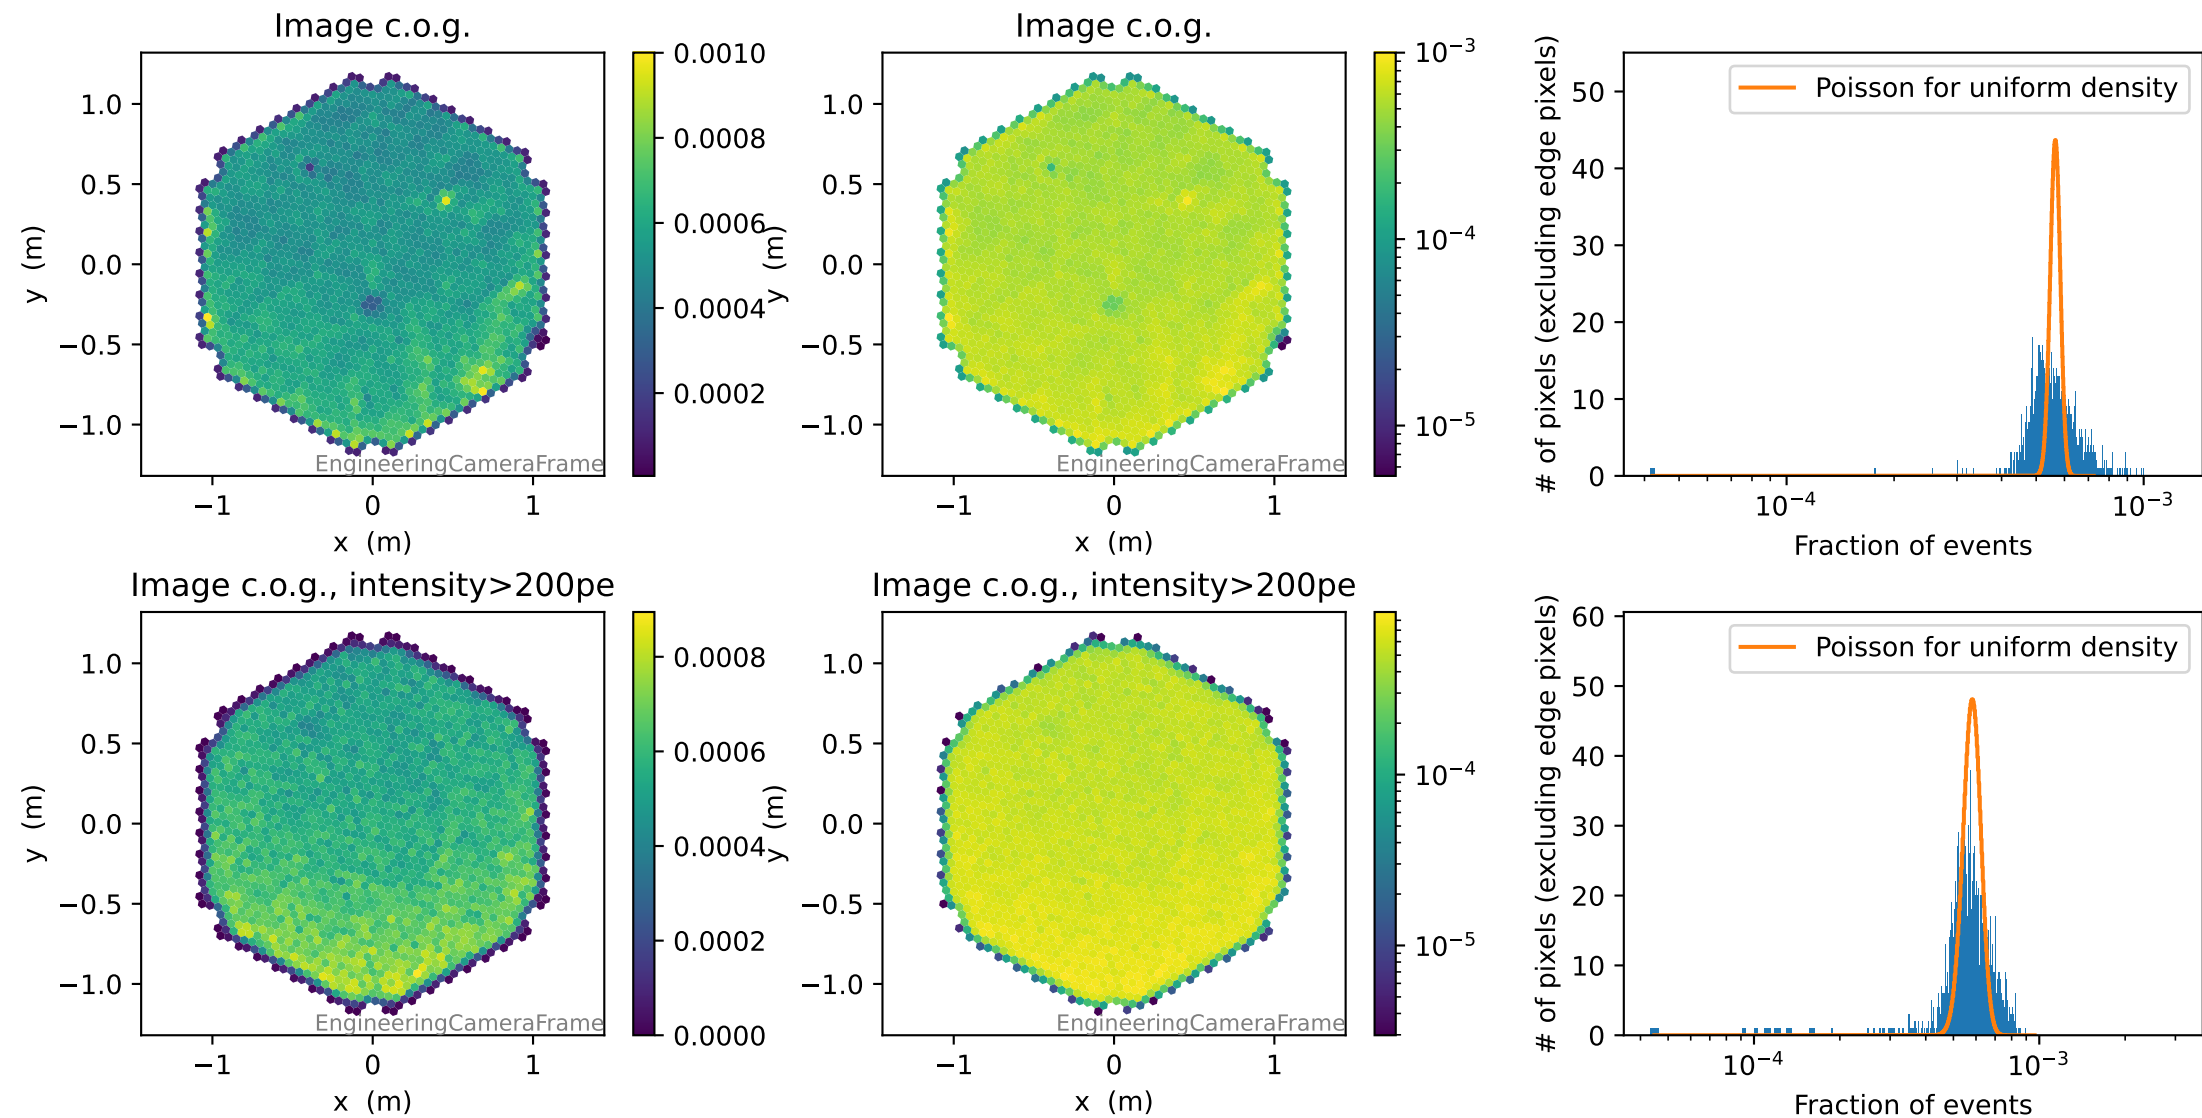 Image c.o.g.
1.0
0.5
0.0
−0.5
−1.0
y (m)
−1
0
1
x (m)
EngineeringCameraFrame
0.0010
0.0008
0.0006
0.0004
0.0002
Image c.o.g.
1.0
0.5
0.0
−0.5
−1.0
y (m)
−1
0
1
x (m)
EngineeringCameraFrame
10⁻³
10⁻⁴
10⁻⁵
# of pixels (excluding edge pixels)
50
40
30
20
10
0
Poisson for uniform density
10⁻⁴
10⁻³
Fraction of events
Image c.o.g., intensity>200pe
1.0
0.5
0.0
−0.5
−1.0
y (m)
−1
0
1
x (m)
EngineeringCameraFrame
0.0008
0.0006
0.0004
0.0002
0.0000
Image c.o.g., intensity>200pe
1.0
0.5
0.0
−0.5
−1.0
y (m)
−1
0
1
x (m)
EngineeringCameraFrame
10⁻⁴
10⁻⁵
# of pixels (excluding edge pixels)
60
50
40
30
20
10
0
Poisson for uniform density
10⁻⁴
10⁻³
Fraction of events